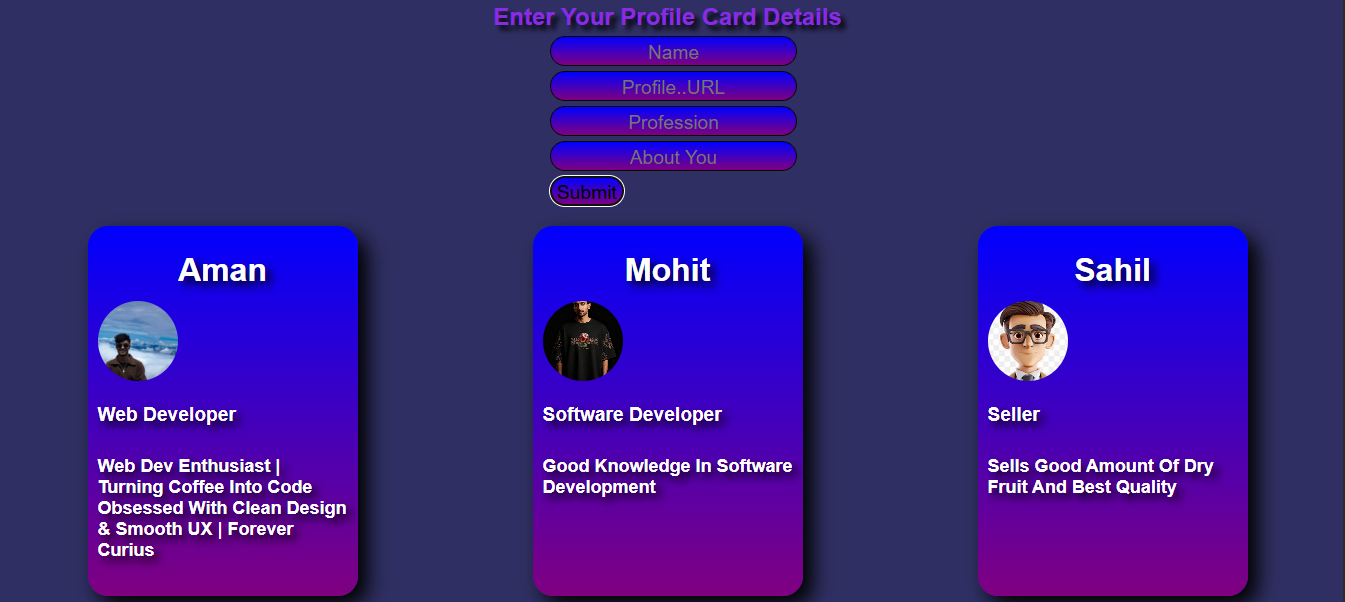 Enter Your Profile Card Details
Name
Profile..URL
Profession
About You
Submit
Aman
Web Developer
Web Dev Enthusiast |
Turning Coffee Into Code
Obsessed With Clean Design
& Smooth UX | Forever
Curius
Mohit
Software Developer
Good Knowledge In Software
Development
Sahil
Seller
Sells Good Amount Of Dry
Fruit And Best Quality